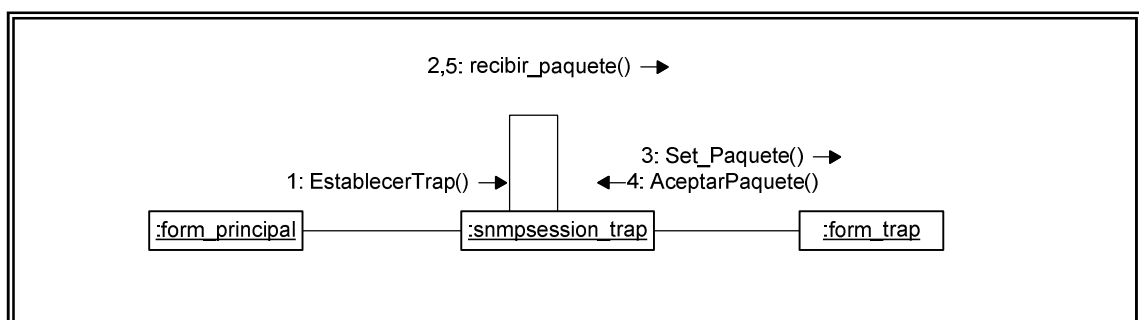 2,5: recibir_paquete()
3: Set_Paquete()
1: EstablecerTrap()
4: AceptarPaquete()
:form_principal
:snmpsession_trap
:form_trap